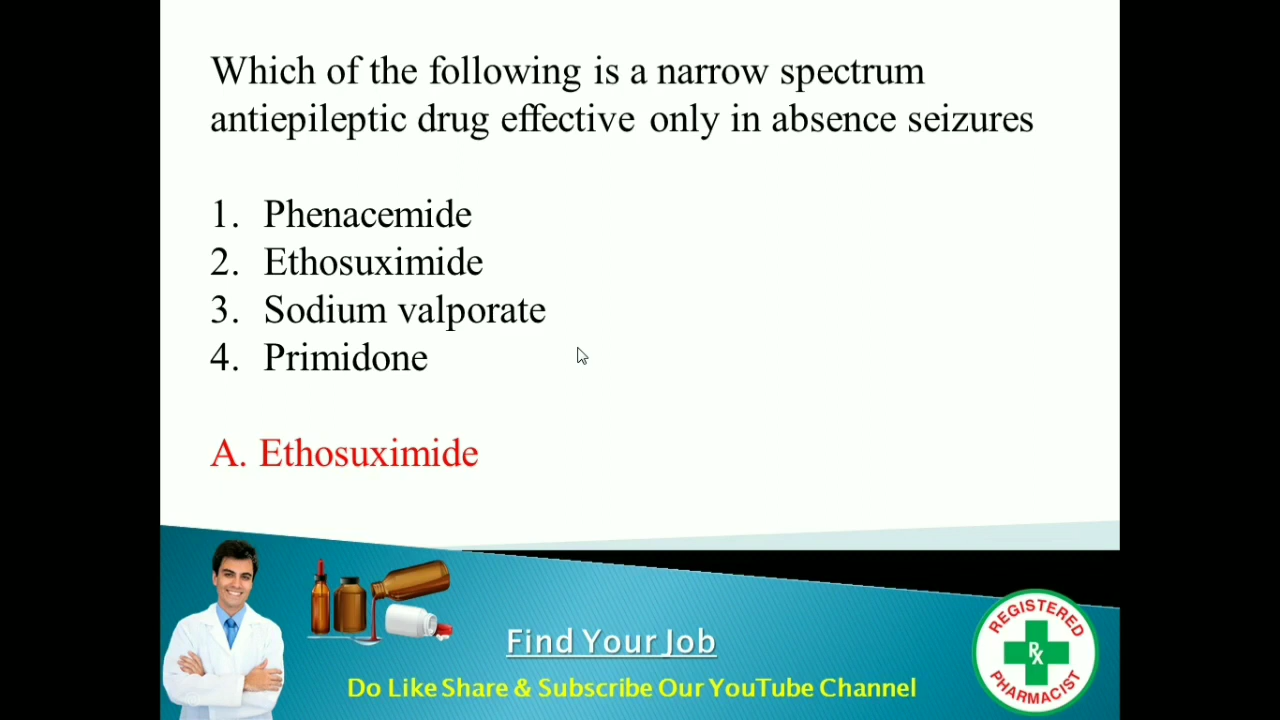 Which of the following is a narrow spectrum
antiepileptic drug effective only in absence seizures
1. Phenacemide
2. Ethosuximide
3. Sodium valporate
4. Primidone
A. Ethosuximide
Find Your Job
Do Like Share & Subscribe Our YouTube Channel
REGISTERED
Rx
PHARMACIST